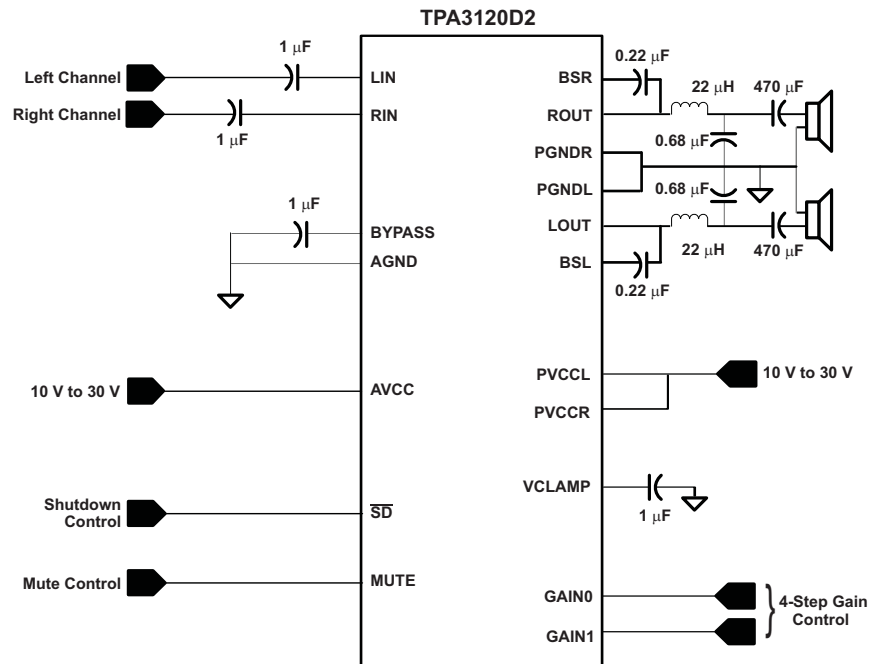 TPA3120D2
1 μF
Left Channel
LIN
Right Channel
RIN
1 μF
1 μF
BYPASS
AGND
10 V to 30 V
AVCC
Shutdown
Control
SD
Mute Control
MUTE
0.22 μF
BSR
22 μH
470 μF
ROUT
0.68 μF
PGNDR
0.68 μF
PGNDL
LOUT
22 μH
470 μF
BSL
0.22 μF
PVCCL
10 V to 30 V
PVCCR
VCLAMP
1 μF
GAIN0
4-Step Gain
Control
GAIN1